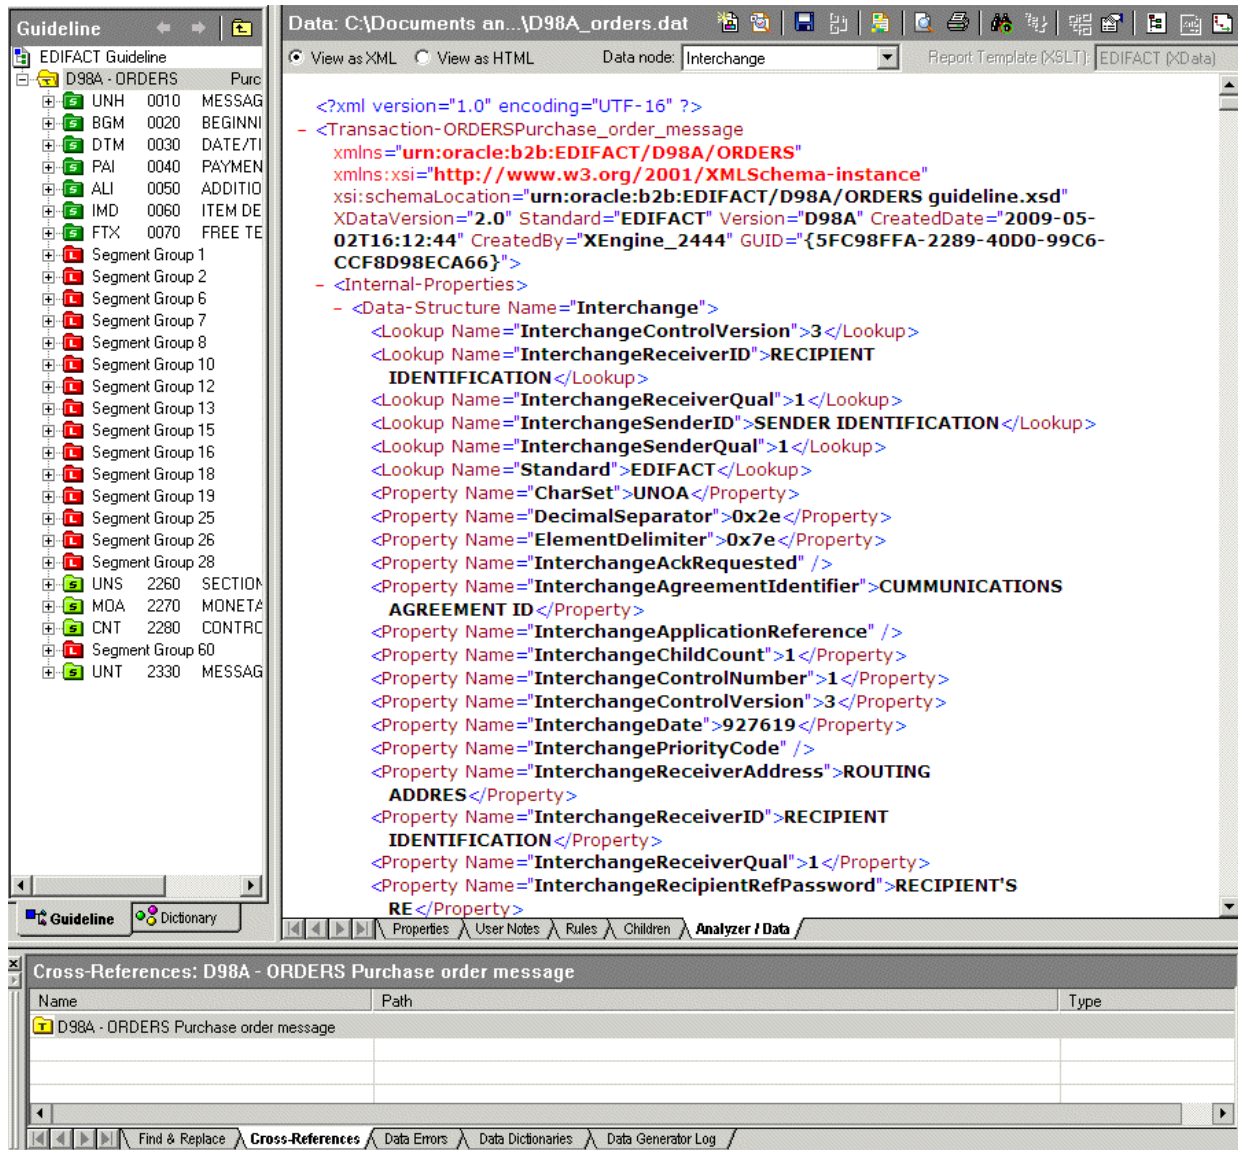 Guideline
EDIFACT Guideline
D98A - ORDERS Purc
UNH 0010 MESSAG
BGM 0020 BEGINNI
DTM 0030 DATE/TI
PAI 0040 PAYMEN
ALI 0050 ADDITIO
IMD 0060 ITEM DE
FTX 0070 FREE TE
Segment Group 1
Segment Group 2
Segment Group 6
Segment Group 7
Segment Group 8
Segment Group 10
Segment Group 12
Segment Group 13
Segment Group 15
Segment Group 16
Segment Group 18
Segment Group 19
Segment Group 25
Segment Group 26
Segment Group 28
UNS 2260 SECTION
MOA 2270 MONETA
CNT 2280 CONTRC
Segment Group 60
UNT 2330 MESSAG
Guideline Dictionary
Data: C:\Documents an...\D98A_orders.dat
View as XML View as HTML Data node: Interchange Report Template (XSLT): EDIFACT (XData)
<?xml version="1.0" encoding="UTF-16" ?>
- <Transaction-ORDERSPurchase_order_message
xmlns="urn:oracle:b2b:EDIFACT/D98A/ORDERS"
xmlns:xsi="http://www.w3.org/2001/XMLSchema-instance"
xsi:schemaLocation="urn:oracle:b2b:EDIFACT/D98A/ORDERS guideline.xsd"
XDataVersion="2.0" Standard="EDIFACT" Version="D98A" CreatedDate="2009-05-
02T16:12:44" CreatedBy="XEngine_2444" GUID="{5FC98FFA-2289-40D0-99C6-
CCF8D98ECA66}">
- <Internal-Properties>
- <Data-Structure Name="Interchange">
<Lookup Name="InterchangeControlVersion">3</Lookup>
<Lookup Name="InterchangeReceiverID">RECIPIENT
IDENTIFICATION</Lookup>
<Lookup Name="InterchangeReceiverQual">1</Lookup>
<Lookup Name="InterchangeSenderID">SENDER IDENTIFICATION</Lookup>
<Lookup Name="InterchangeSenderQual">1</Lookup>
<Lookup Name="Standard">EDIFACT</Lookup>
<Property Name="CharSet">UNOA</Property>
<Property Name="DecimalSeparator">0x2e</Property>
<Property Name="ElementDelimiter">0x7e</Property>
<Property Name="InterchangeAckRequested" />
<Property Name="InterchangeAgreementIdentifier">CUMMUNICATIONS
AGREEMENT ID</Property>
<Property Name="InterchangeApplicationReference" />
<Property Name="InterchangeChildCount">1</Property>
<Property Name="InterchangeControlNumber">1</Property>
<Property Name="InterchangeControlVersion">3</Property>
<Property Name="InterchangeDate">927619</Property>
<Property Name="InterchangePriorityCode" />
<Property Name="InterchangeReceiverAddress">ROUTING
ADDRES</Property>
<Property Name="InterchangeReceiverID">RECIPIENT
IDENTIFICATION</Property>
<Property Name="InterchangeReceiverQual">1</Property>
<Property Name="InterchangeRecipientRefPassword">RECIPIENT'S
RE</Property>
Properties User Notes Rules Children Analyzer / Data
Cross-References: D98A - ORDERS Purchase order message
Name Path Type
D98A - ORDERS Purchase order message
Find & Replace Cross-References Data Errors Data Dictionaries Data Generator Log